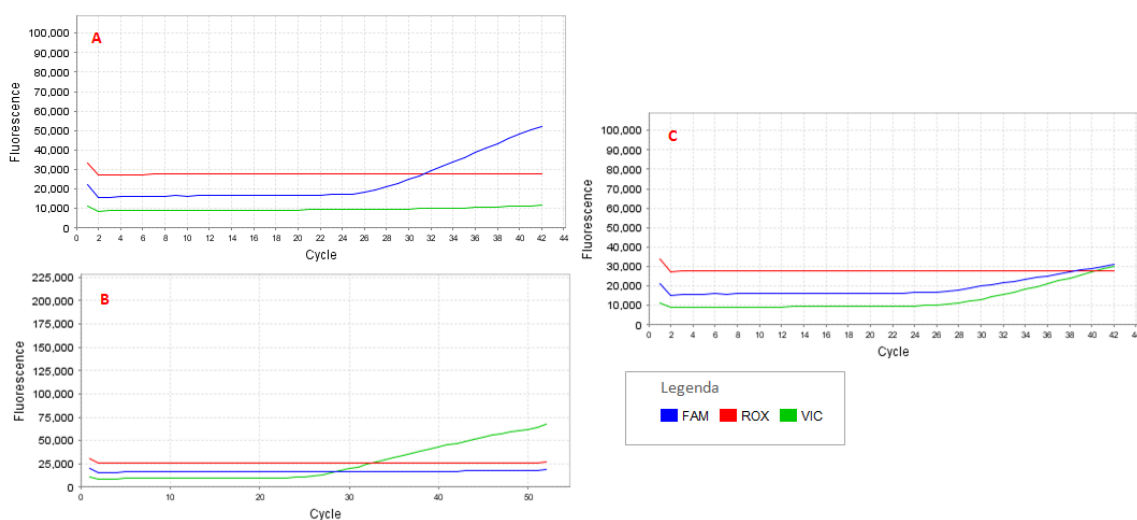 A
Fluorescence
100,000
90,000
80,000
70,000
60,000
50,000
40,000
30,000
20,000
10,000
0
0 2 4 6 8 10 12 14 16 18 20 22 24 26 28 30 32 34 36 38 40 42 44
Cycle
B
Fluorescence
225,000
200,000
175,000
150,000
125,000
100,000
75,000
50,000
25,000
0
0 10 20 30 40 50
Cycle
C
Fluorescence
100,000
90,000
80,000
70,000
60,000
50,000
40,000
30,000
20,000
10,000
0
0 2 4 6 8 10 12 14 16 18 20 22 24 26 28 30 32 34 36 38 40 42 44
Cycle
Legenda
FAM ROX VIC